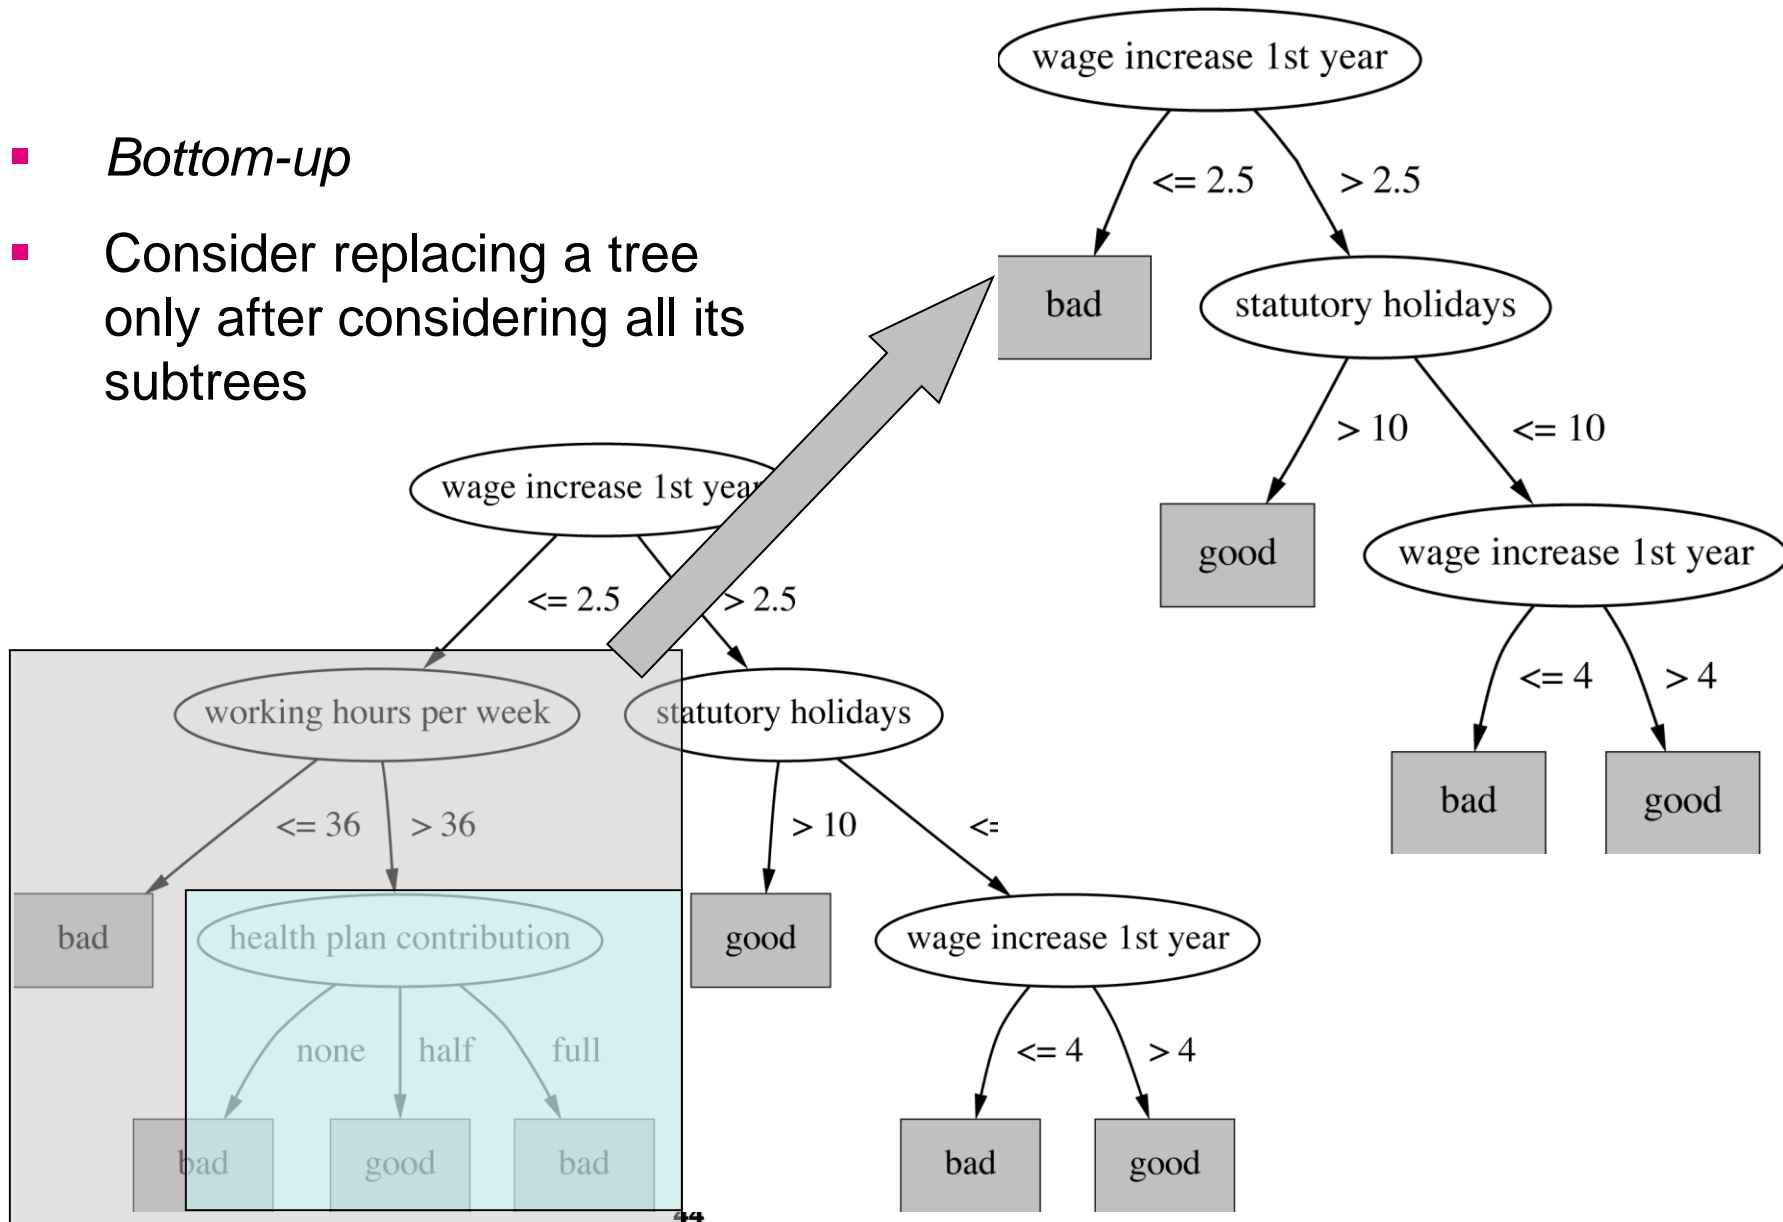 Bottom-up
Consider replacing a tree
only after considering all its
subtrees
wage increase 1st year
<= 2.5
> 2.5
bad
statutory holidays
> 10
<= 10
good
wage increase 1st year
<= 4
> 4
bad
good
wage increase 1st year
<= 2.5
> 2.5
working hours per week
statutory holidays
<= 36
> 36
> 10
<=
bad
health plan contribution
good
wage increase 1st year
none
half
full
<= 4
> 4
bad
good
bad
bad
good